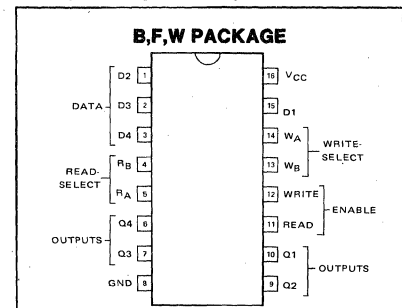 B,F,W PACKAGE
D2 1 16 VCC
DATA D3 2 15 D1
D4 3 14 WA
WRITE-SELECT
RB 4 13 WB
READ-SELECT
RA 5 12 WRITE
ENABLE
Q4 6 11 READ
OUTPUTS
Q3 7 10 Q1
OUTPUTS
GND 8 9 Q2